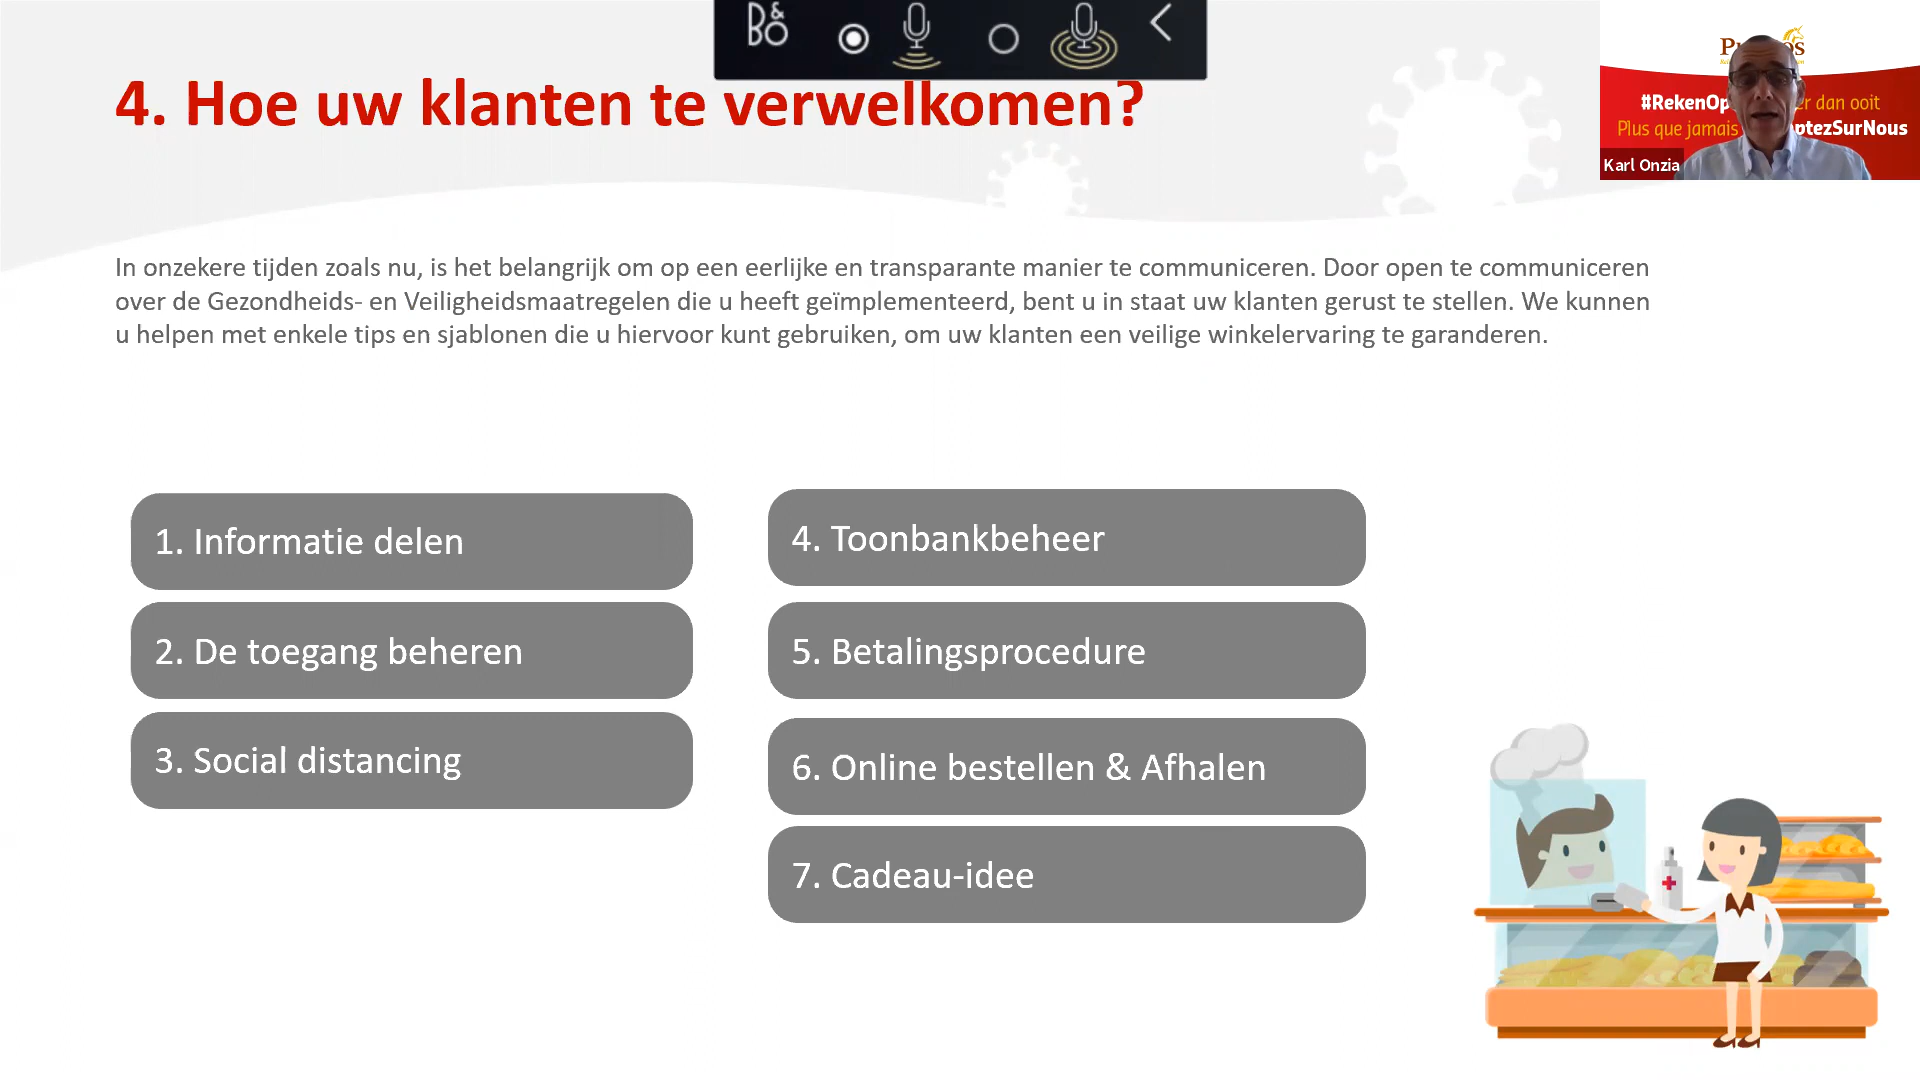 B&O
4. Hoe uw klanten te verwelkomen?
#RekenOp
er dan ooit
Plus que jamais
ptezSurNous
Karl Onzia
In onzekere tijden zoals nu, is het belangrijk om op een eerlijke en transparante manier te communiceren. Door open te communiceren
over de Gezondheids- en Veiligheidsmaatregelen die u heeft geïmplementeerd, bent u in staat uw klanten gerust te stellen. We kunnen
u helpen met enkele tips en sjablonen die u hiervoor kunt gebruiken, om uw klanten een veilige winkelervaring te garanderen.
1. Informatie delen
2. De toegang beheren
3. Social distancing
4. Toonbankbeheer
5. Betalingsprocedure
6. Online bestellen & Afhalen
7. Cadeau-idee